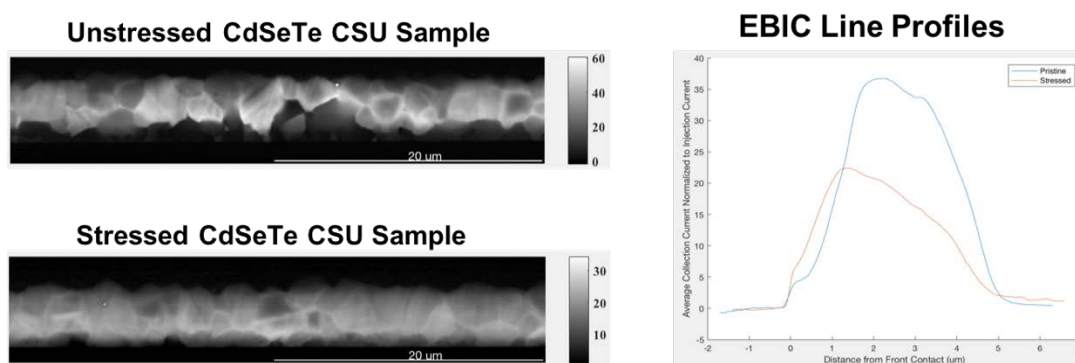 Unstressed CdSeTe CSU Sample
60
40
20
0
20 um
Stressed CdSeTe CSU Sample
30
20
10
20 um
EBIC Line Profiles
Pristine
Stressed
Average Collection Current Normalized to Injection Current
40
35
30
25
20
15
10
5
0
-5
-2 -1 0 1 2 3 4 5 6
Distance from Front Contact (um)